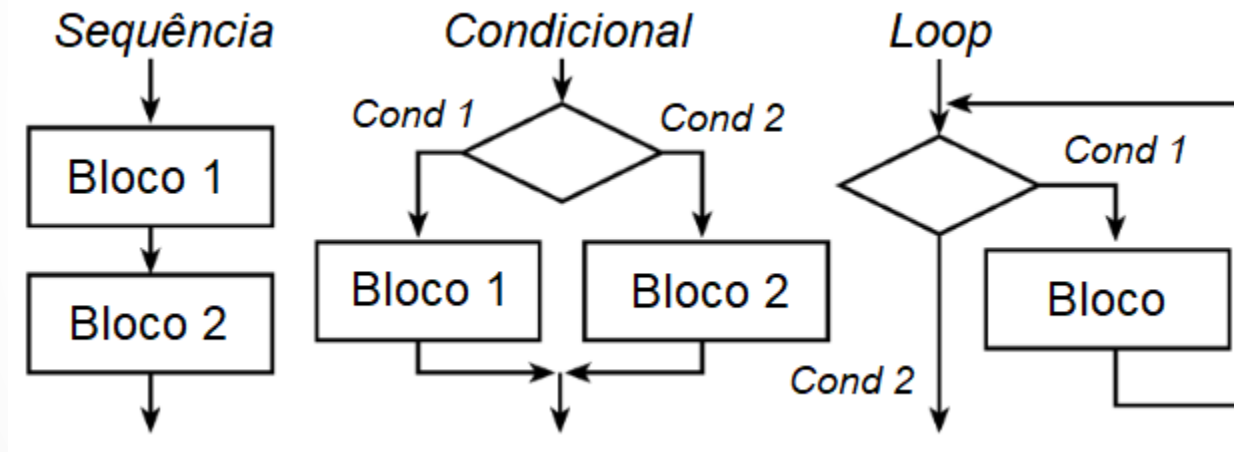 Sequência
Bloco 1
Bloco 2
Condicional
Cond 1
Cond 2
Bloco 1
Bloco 2
Loop
Cond 1
Bloco
Cond 2